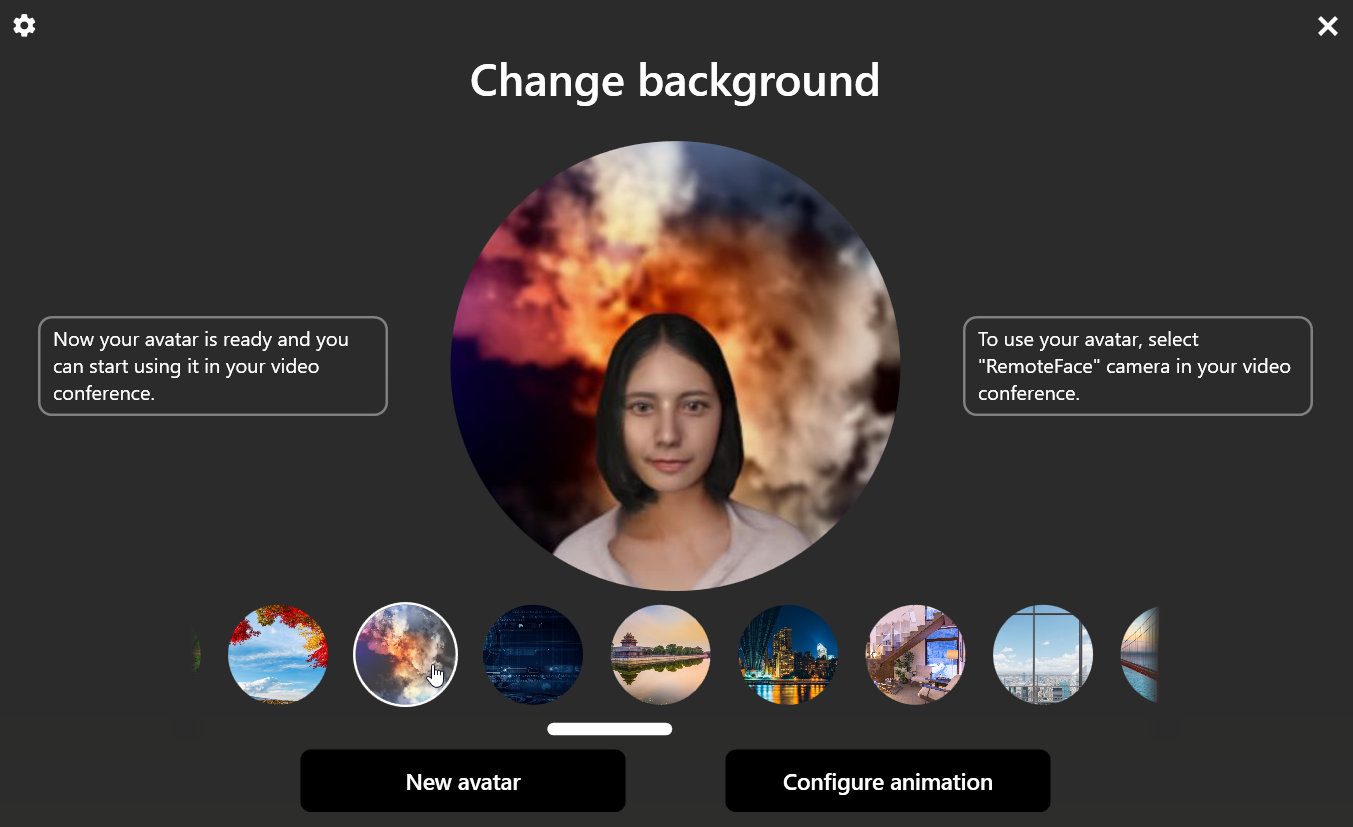 Change background
Now your avatar is ready and you
can start using it in your video
conference.
To use your avatar, select
"RemoteFace" camera in your video
conference.
New avatar
Configure animation